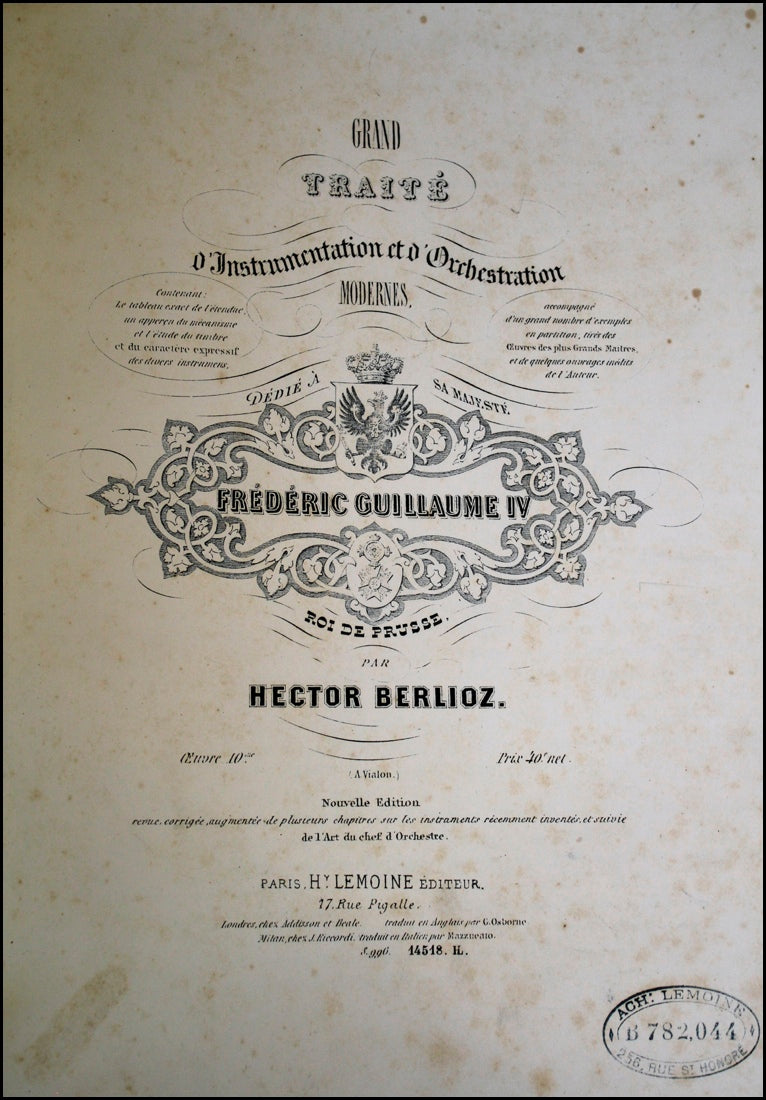 GRAND
TRAITÉ
d'Instrumentation et d'Orchestration
MODERNES,
Contenant:
Le tableau exact de l'étendue,
un apperçu du mécanisme
et l'étude du timbre
et du caractère expressif
des divers instrumens,
accompagné
d'un grand nombre d'exemples
en partition, tirés des
Œuvres des plus Grands Maîtres,
et de quelques ouvrages inédits
de l'Auteur.
DÉDIÉ À SA MAJESTÉ
FRÉDÉRIC GUILLAUME IV
ROI DE PRUSSE.
PAR
HECTOR BERLIOZ.
Œuvre 10me Prix 40f net.
(A Vialon.)
Nouvelle Edition
revue, corrigée, augmentée de plusieurs chapitres sur les instruments récemment inventés, et suivie
de l'Art du chef d'Orchestre.
PARIS, HY LEMOINE ÉDITEUR.
17. Rue Pigalle.
Londres, chez Addisson et Beale. traduit en Anglais par G. Osborne
Milan, chez J. Riccordi. traduit en Italien par Mazzucato.
S. 996. 14518. H.
ACH: LEMOINE
B 782,044
256, RUE ST HONORÉ